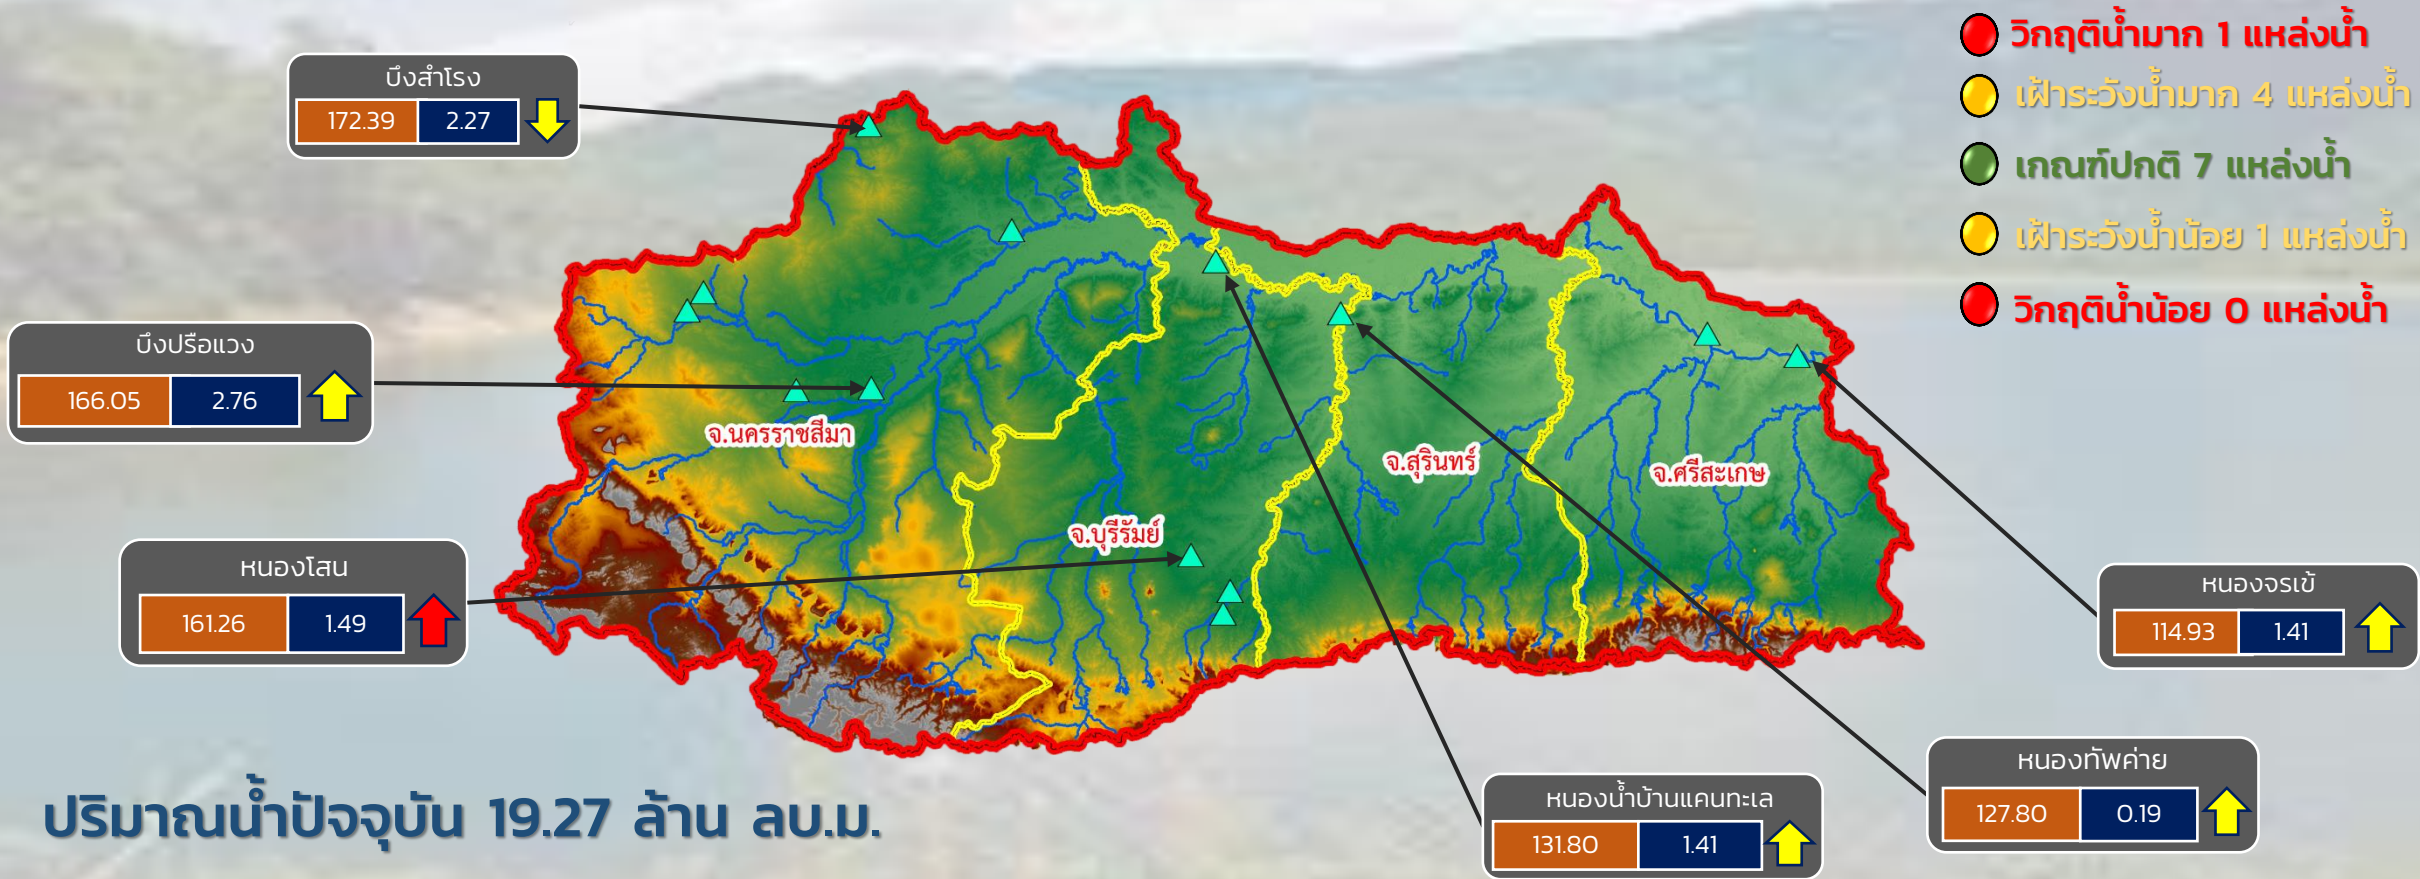 วิกฤติน้ำมาก 1 แหล่งน้ำ
เฝ้าระวังน้ำมาก 4 แหล่งน้ำ
เกณฑ์ปกติ 7 แหล่งน้ำ
เฝ้าระวังน้ำน้อย 1 แหล่งน้ำ
วิกฤติน้ำน้อย 0 แหล่งน้ำ
บึงสำโรง
172.39 2.27
บึงปรือแวง
166.05 2.76
หนองโสน
161.26 1.49
จ.นครราชสีมา
จ.บุรีรัมย์
จ.สุรินทร์
จ.ศรีสะเกษ
หนองจรเข้
114.93 1.41
หนองทัพค่าย
127.80 0.19
หนองน้ำบ้านแคนทะเล
131.80 1.41
ปริมาณน้ำปัจจุบัน 19.27 ล้าน ลบ.ม.